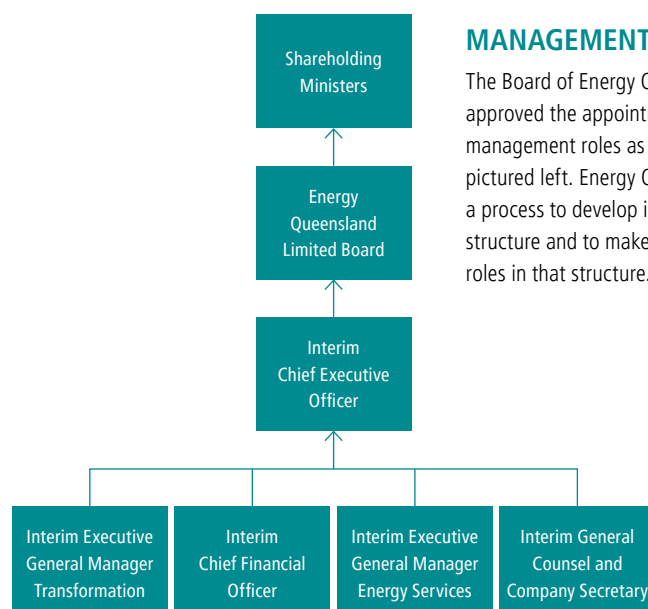 Shareholding
Ministers
Energy
Queensland
Limited Board
Interim
Chief Executive
Officer
Interim Executive
General Manager
Transformation
Interim
Chief Financial
Officer
Interim Executive
General Manager
Energy Services
Interim General
Counsel and
Company Secretary
MANAGEMENT
The Board of Energy
approved the
management roles as
pictured left. Energy
a process to develop
structure and to make
roles in that structure.